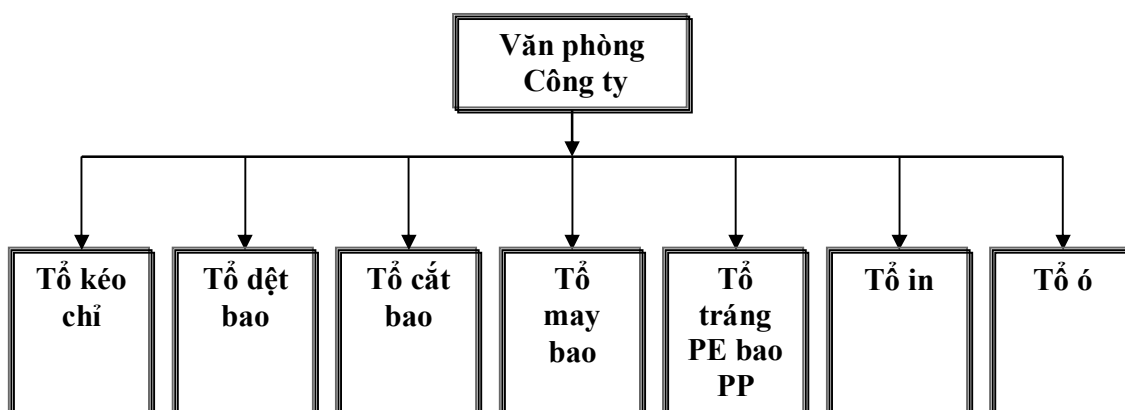 Văn phòng
Công ty
Tổ kéo
chỉ
Tổ dệt
bao
Tổ cắt
bao
Tổ
may
bao
Tổ
tráng
PE bao
PP
Tổ in
Tổ ó